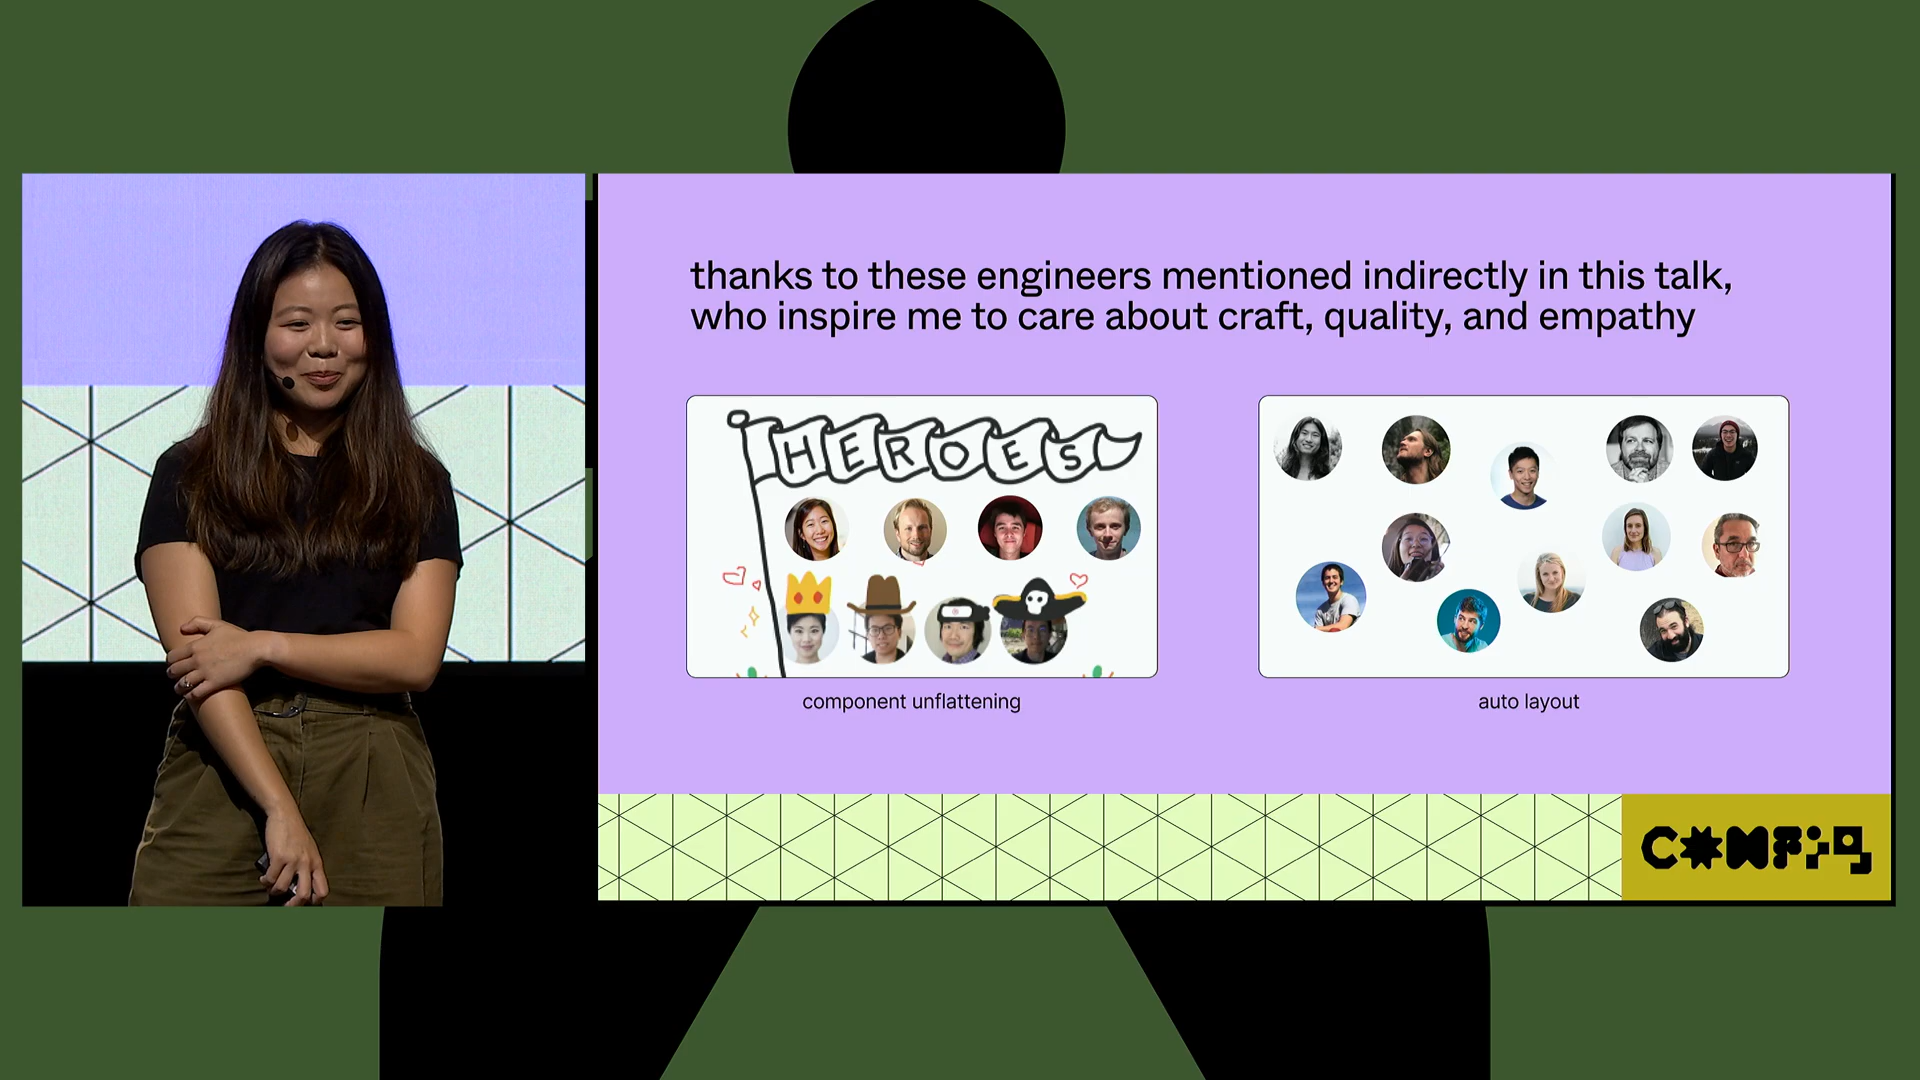 thanks to these engineers mentioned indirectly in this talk,
who inspire me to care about craft, quality, and empathy
HEROES
component unflattening
auto layout
CONFIG